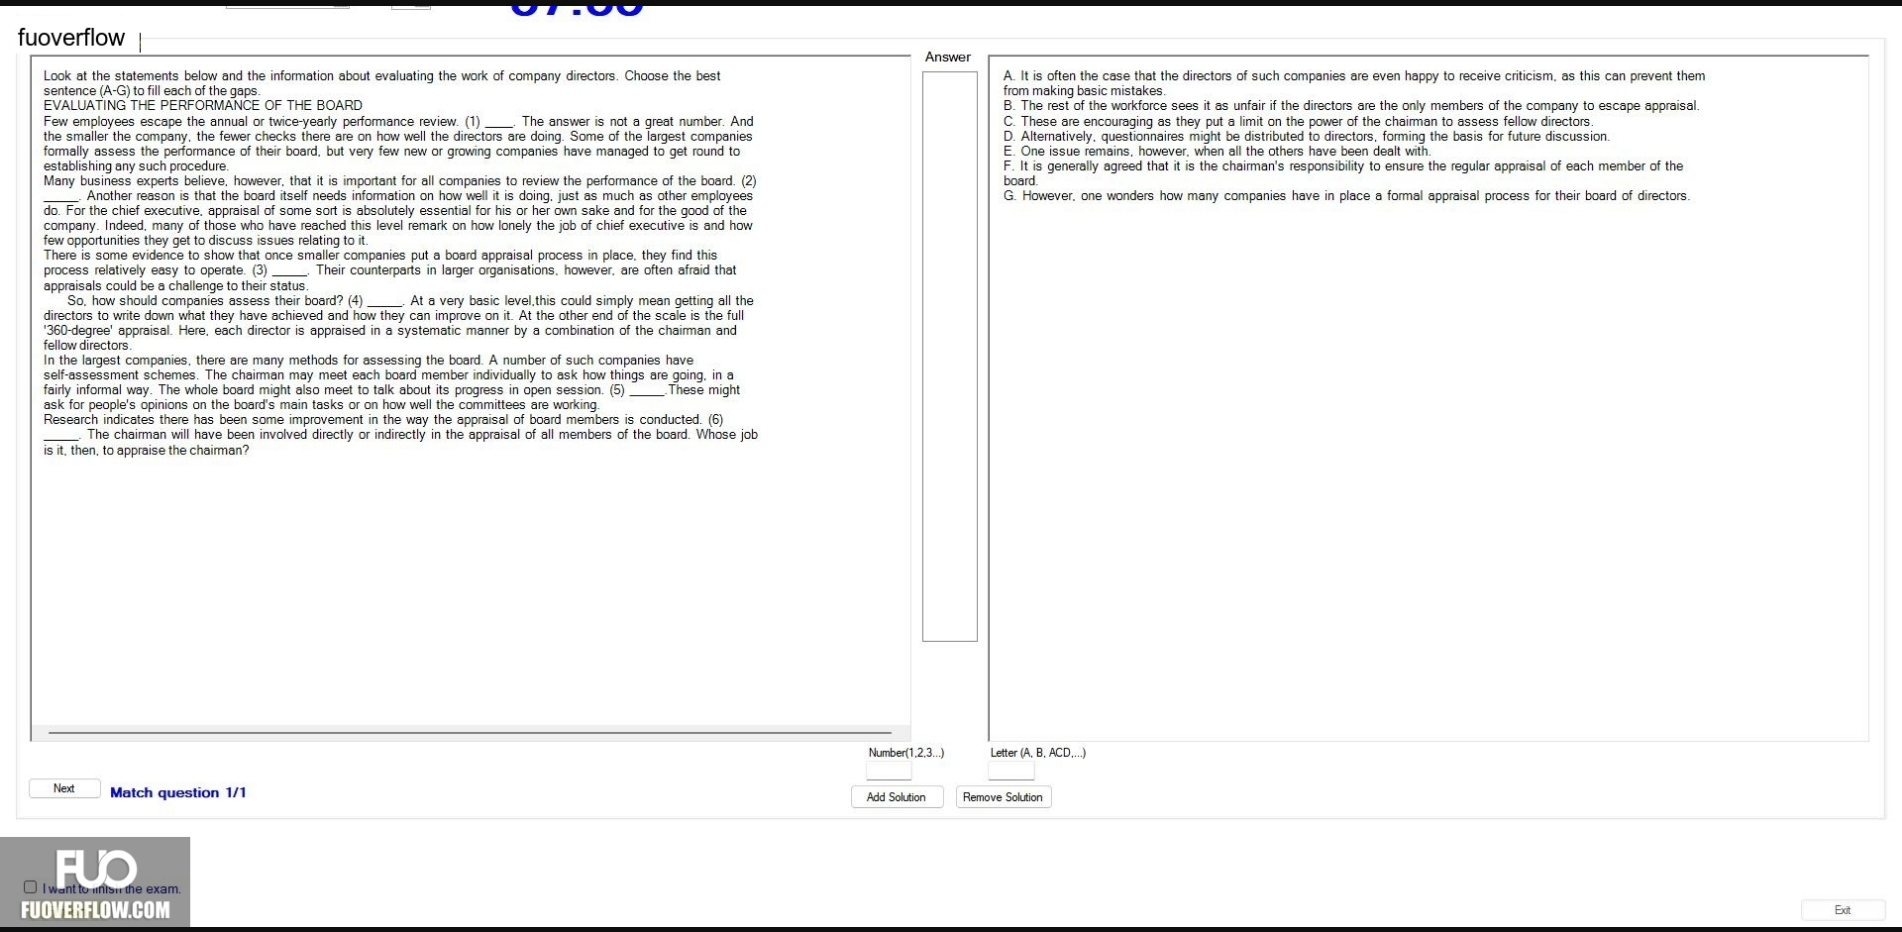 fuoverflow
Answer
Look at the statements below and the information about evaluating the work of company directors. Choose the best
sentence (A-G) to fill each of the gaps.
EVALUATING THE PERFORMANCE OF THE BOARD
Few employees escape the annual or twice-yearly performance review. (1) ____. The answer is not a great number. And
the smaller the company, the fewer checks there are on how well the directors are doing. Some of the largest companies
formally assess the performance of their board, but very few new or growing companies have managed to get round to
establishing any such procedure.
Many business experts believe, however, that it is important for all companies to review the performance of the board. (2)
_____. Another reason is that the board itself needs information on how well it is doing, just as much as other employees
do. For the chief executive, appraisal of some sort is absolutely essential for his or her own sake and for the good of the
company. Indeed, many of those who have reached this level remark on how lonely the job of chief executive is and how
few opportunities they get to discuss issues relating to it.
There is some evidence to show that once smaller companies put a board appraisal process in place, they find this
process relatively easy to operate. (3) _____. Their counterparts in larger organisations, however, are often afraid that
appraisals could be a challenge to their status.
So, how should companies assess their board? (4) _____. At a very basic level,this could simply mean getting all the
directors to write down what they have achieved and how they can improve on it. At the other end of the scale is the full
'360-degree' appraisal. Here, each director is appraised in a systematic manner by a combination of the chairman and
fellow directors.
In the largest companies, there are many methods for assessing the board. A number of such companies have
self-assessment schemes. The chairman may meet each board member individually to ask how things are going, in a
fairly informal way. The whole board might also meet to talk about its progress in open session. (5) _____.These might
ask for people's opinions on the board's main tasks or on how well the committees are working.
Research indicates there has been some improvement in the way the appraisal of board members is conducted. (6)
_____. The chairman will have been involved directly or indirectly in the appraisal of all members of the board. Whose job
is it, then, to appraise the chairman?
A. It is often the case that the directors of such companies are even happy to receive criticism, as this can prevent them
from making basic mistakes.
B. The rest of the workforce sees it as unfair if the directors are the only members of the company to escape appraisal.
C. These are encouraging as they put a limit on the power of the chairman to assess fellow directors.
D. Alternatively, questionnaires might be distributed to directors, forming the basis for future discussion.
E. One issue remains, however, when all the others have been dealt with.
F. It is generally agreed that it is the chairman's responsibility to ensure the regular appraisal of each member of the
board.
G. However, one wonders how many companies have in place a formal appraisal process for their board of directors.
Number(1,2,3...)
Letter (A, B, ACD,...)
Next
Match question 1/1
Add Solution
Remove Solution
FUO
I want to finish the exam.
FUOVERFLOW.COM
Exit